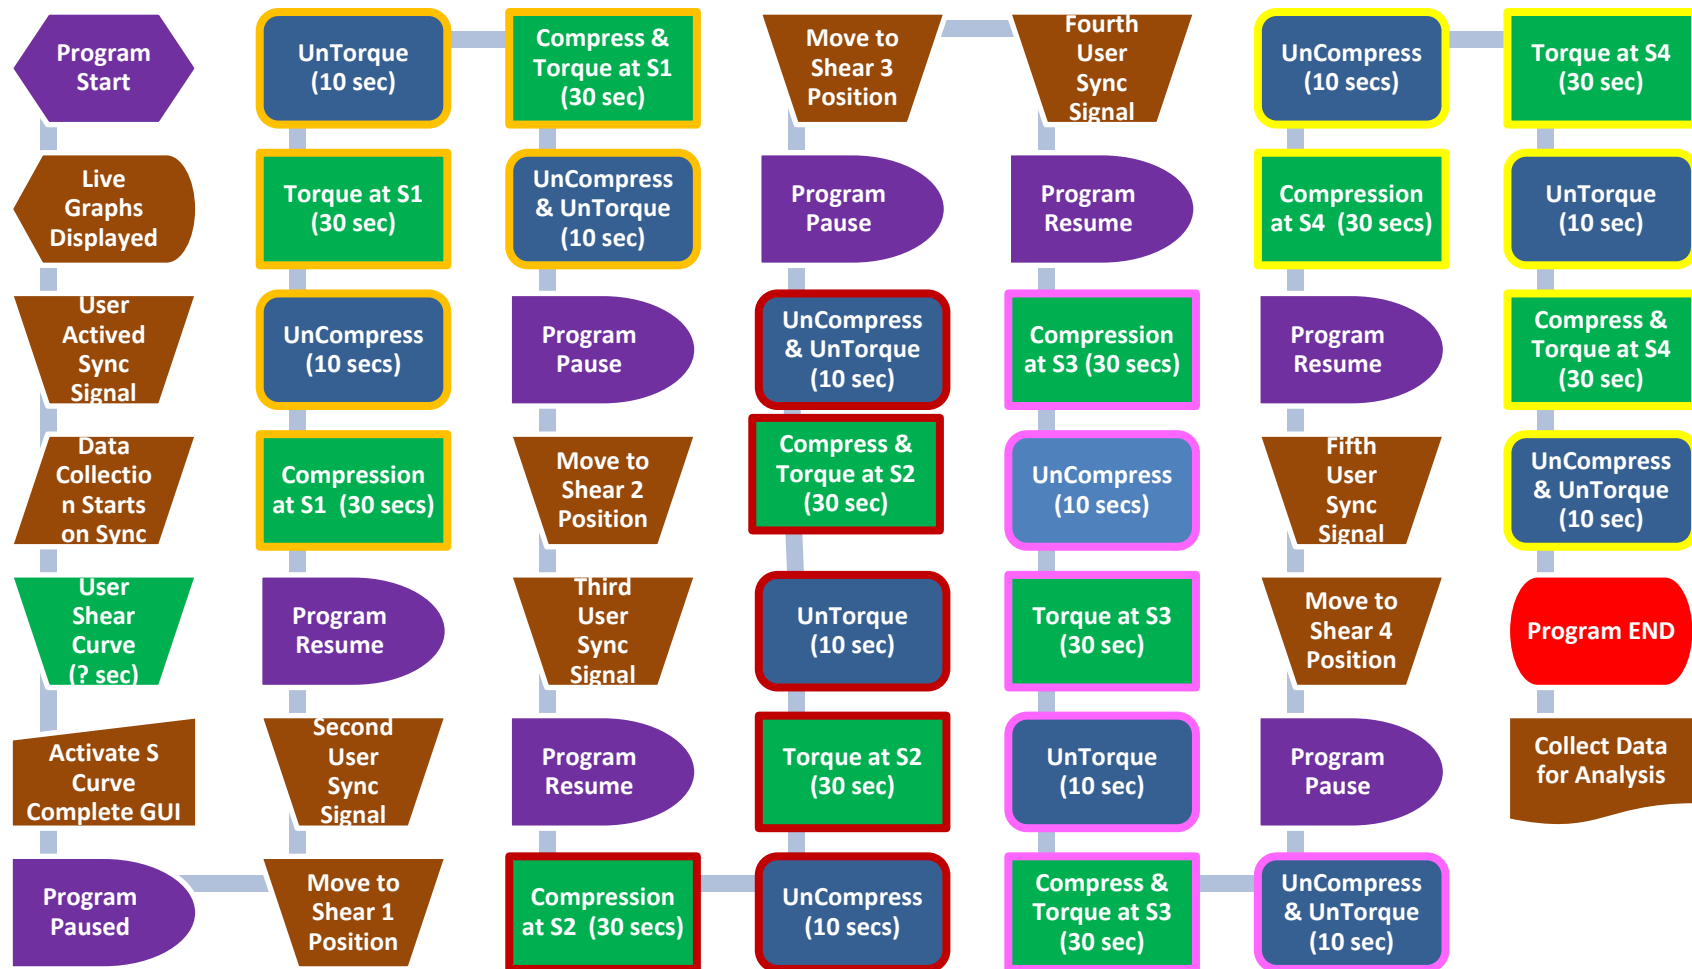 Program
Start
Live
Graphs
Displayed
User
Actived
Sync
Signal
Data
Collectio
n Starts
on Sync
User
Shear
Curve
(? sec)
Activate S
Curve
Complete GUI
Program
Paused
Move to
Shear 1
Position
Second
User
Sync
Signal
Program
Resume
Compression
at S1 (30 secs)
UnCompress
(10 secs)
Torque at S1
(30 sec)
UnTorque
(10 sec)
Compress &
Torque at S1
(30 sec)
UnCompress
& UnTorque
(10 sec)
Program
Pause
Move to
Shear 2
Position
Third
User
Sync
Signal
Program
Resume
Compression
at S2 (30 secs)
UnCompress
(10 secs)
Torque at S2
(30 sec)
UnTorque
(10 sec)
Compress &
Torque at S2
(30 sec)
UnCompress
& UnTorque
(10 sec)
Program
Pause
Move to
Shear 3
Position
Fourth
User
Sync
Signal
Program
Resume
Compression
at S3 (30 secs)
UnCompress
(10 secs)
Torque at S3
(30 sec)
UnTorque
(10 sec)
Compress &
Torque at S3
(30 sec)
UnCompress
& UnTorque
(10 sec)
Program
Pause
Move to
Shear 4
Position
Fifth
User
Sync
Signal
Program
Resume
Compression
at S4 (30 secs)
UnCompress
(10 secs)
Torque at S4
(30 sec)
UnTorque
(10 sec)
Compress &
Torque at S4
(30 sec)
UnCompress
& UnTorque
(10 sec)
Program END
Collect Data
for Analysis